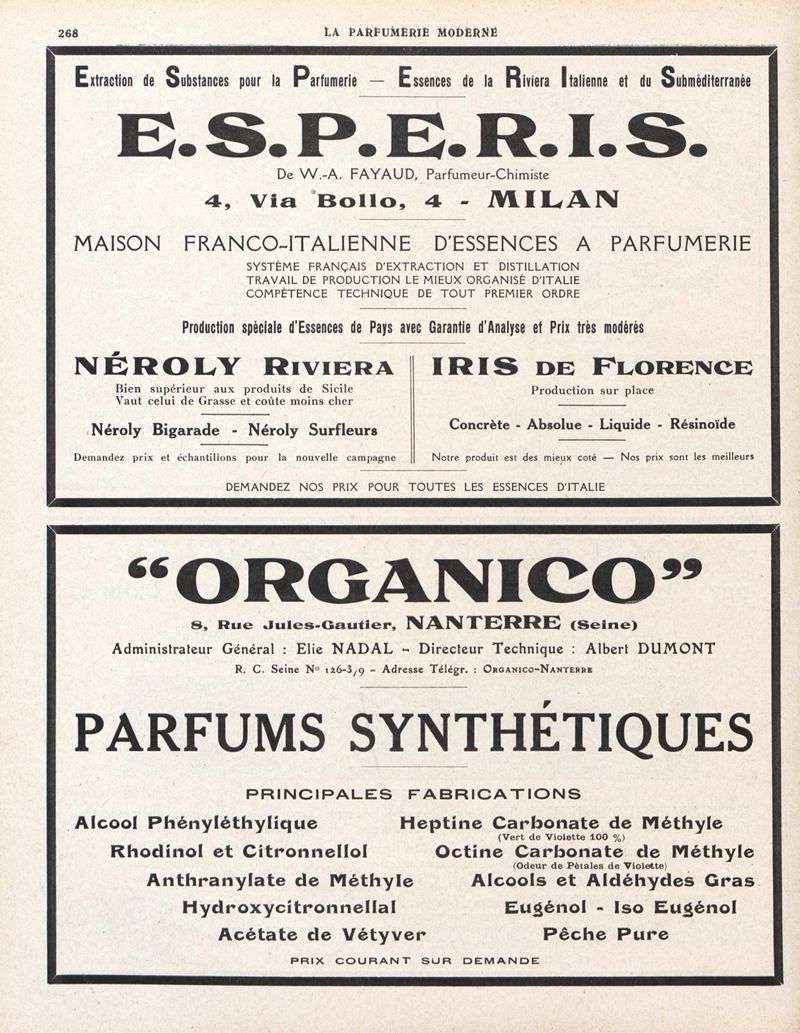 268
LA PARFUMERIE MODERNE
Extraction de Substances pour la Parfumerie — Essences de la Riviera Italienne et du Subméditerranée
E.S.P.E.R.I.S.
De W.-A. FAYAUD, Parfumeur-Chimiste
4, Via Bollo, 4 - MILAN
MAISON FRANCO-ITALIENNE D'ESSENCES A PARFUMERIE
SYSTÈME FRANÇAIS D'EXTRACTION ET DISTILLATION
TRAVAIL DE PRODUCTION LE MIEUX ORGANISÉ D'ITALIE
COMPÉTENCE TECHNIQUE DE TOUT PREMIER ORDRE
Production spéciale d'Essences de Pays avec Garantie d'Analyse et Prix très modérés
NÉROLY RIVIERA
Bien supérieur aux produits de Sicile
Vaut celui de Grasse et coûte moins cher
Néroly Bigarade - Néroly Surfleurs
Demandez prix et échantillons pour la nouvelle campagne
IRIS DE FLORENCE
Production sur place
Concrète - Absolue - Liquide - Résinoïde
Notre produit est des mieux coté — Nos prix sont les meilleurs
DEMANDEZ NOS PRIX POUR TOUTES LES ESSENCES D'ITALIE
“ORGANICO”
8, Rue Jules-Gautier, NANTERRE (Seine)
Administrateur Général : Elie NADAL - Directeur Technique : Albert DUMONT
R. C. Seine No 126-3/9 - Adresse Télégr. : ORGANICO-NANTERRE
PARFUMS SYNTHÉTIQUES
PRINCIPALES FABRICATIONS
Alcool Phényléthylique
Rhodinol et Citronnellol
Anthranylate de Méthyle
Hydroxycitronnellal
Acétate de Vétyver
Heptine Carbonate de Méthyle
(Vert de Violette 100 %)
Octine Carbonate de Méthyle
(Odeur de Pétales de Violette)
Alcools et Aldéhydes Gras
Eugénol - Iso Eugénol
Pêche Pure
PRIX COURANT SUR DEMANDE